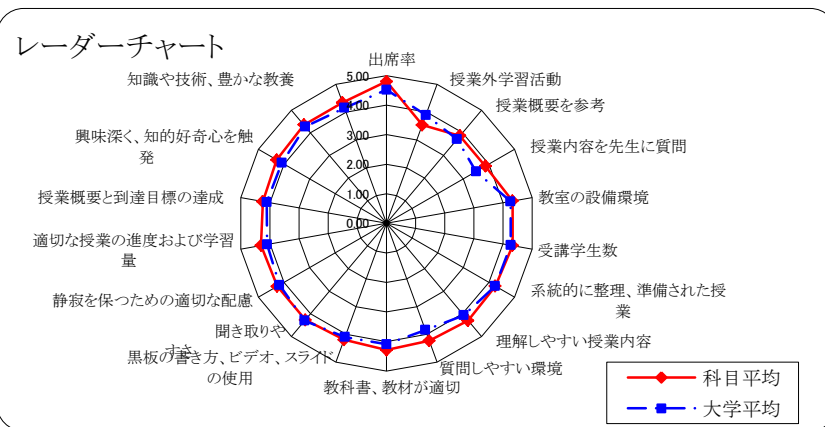 レーダーチャート
出席率
授業外学習活動
授業概要を参考
授業内容を先生に質問
教室の設備環境
受講学生数
系統的に整理、準備された授
業
理解しやすい授業内容
質問しやすい環境
教科書、教材が適切
黒板の書き方、ビデオ、スライド
の使用
聞き取りや
すさ
静寂を保つための適切な配慮
適切な授業の進度および学習
量
授業概要と到達目標の達成
興味深く、知的好奇心を触
発
知識や技術、豊かな教養
5.00
4.00
3.00
2.00
1.00
0.00
科目平均
大学平均